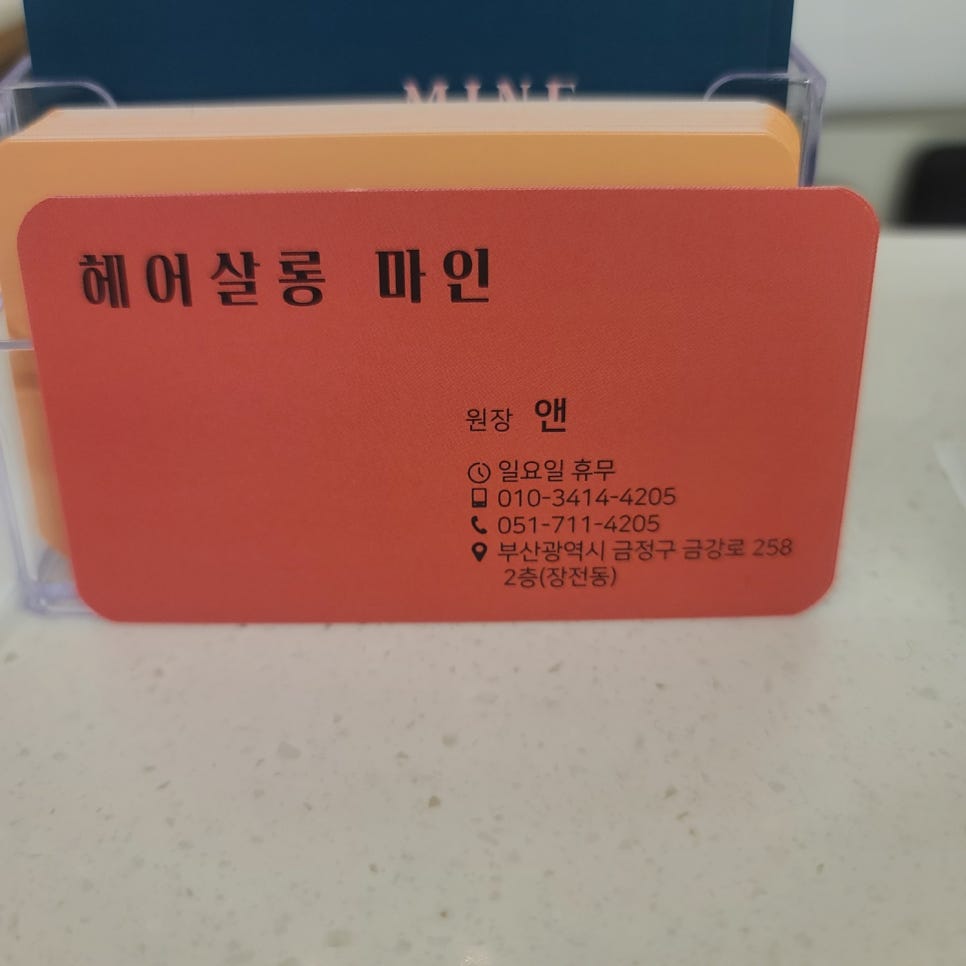 MINE
헤어살롱 마인
원장 앤
일요일 휴무
010-3414-4205
051-711-4205
부산광역시 금정구 금강로 258
2층(장전동)